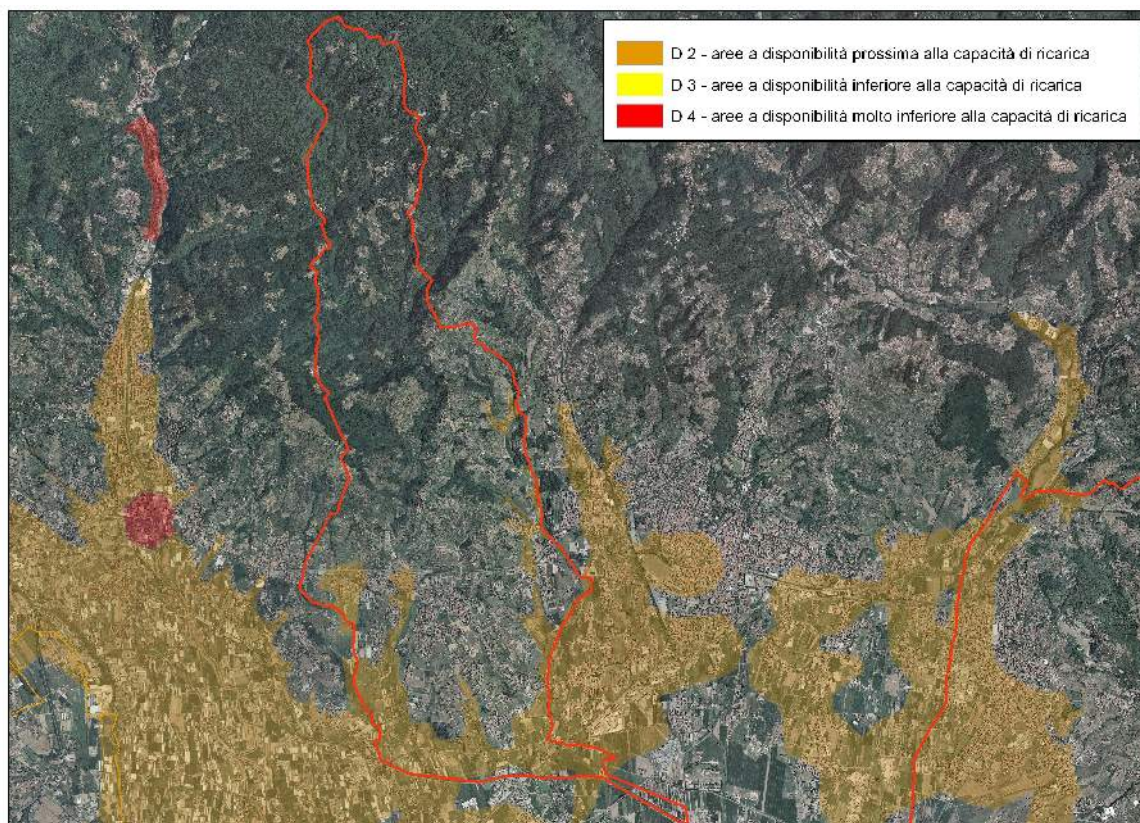 D 2 - aree a disponibilità prossima alla capacità di ricarica
D 3 - aree a disponibilità inferiore alla capacità di ricarica
D 4 - aree a disponibilità molto inferiore alla capacità di ricarica